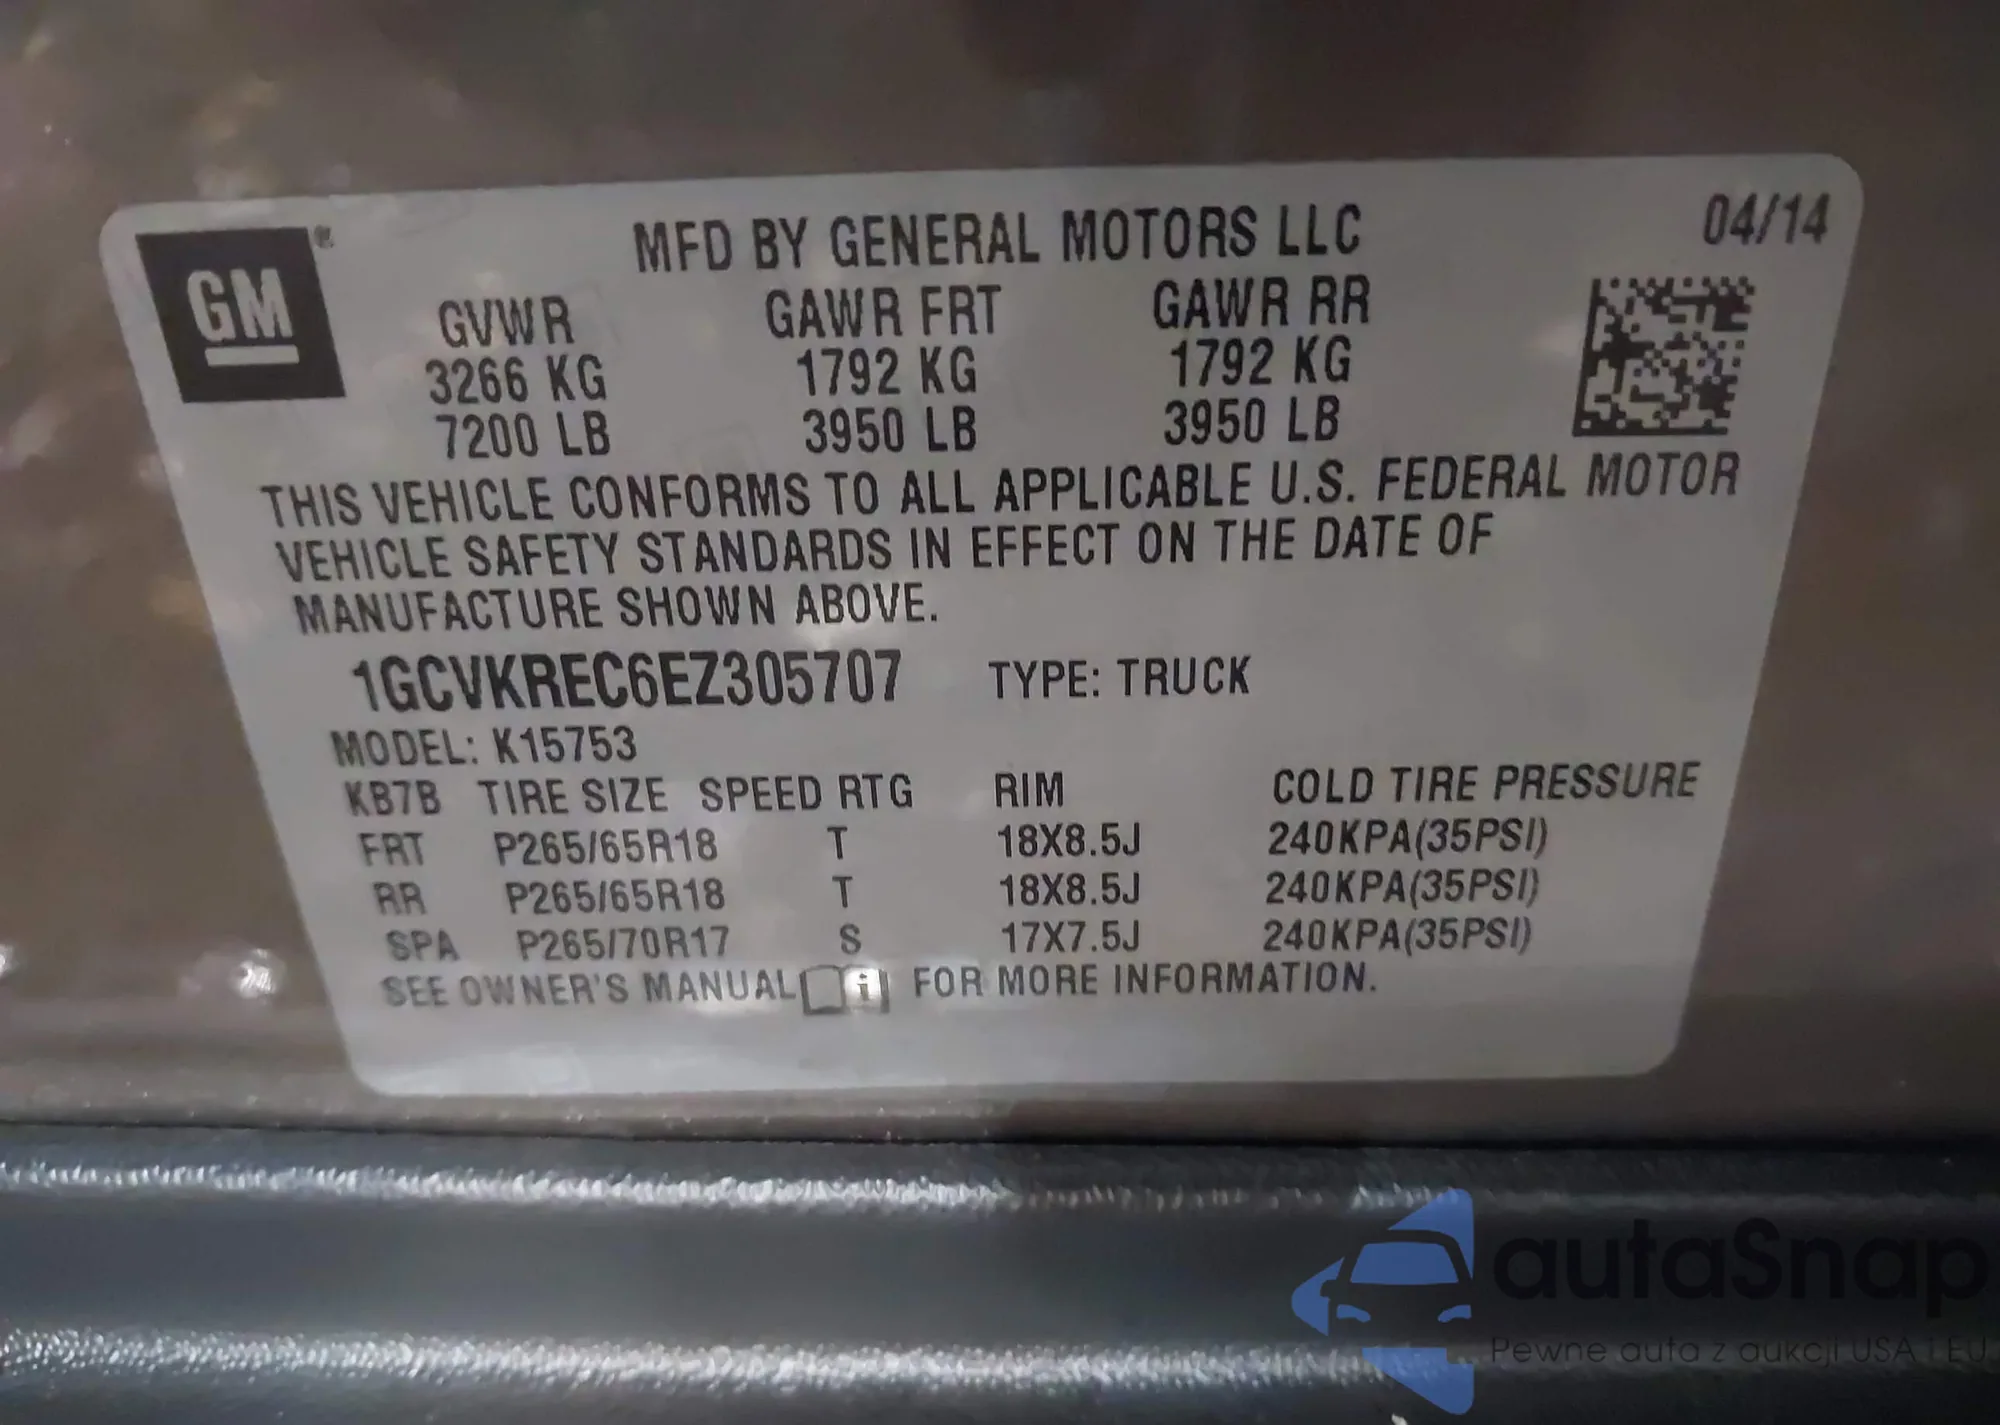 GM ®
MFD BY GENERAL MOTORS LLC 04/14
GVWR GAWR FRT GAWR RR
3266 KG 1792 KG 1792 KG
7200 LB 3950 LB 3950 LB
THIS VEHICLE CONFORMS TO ALL APPLICABLE U.S. FEDERAL MOTOR
VEHICLE SAFETY STANDARDS IN EFFECT ON THE DATE OF
MANUFACTURE SHOWN ABOVE.
1GCVKREC6EZ305707 TYPE: TRUCK
MODEL: K15753
KB7B TIRE SIZE SPEED RTG RIM COLD TIRE PRESSURE
FRT P265/65R18 T 18X8.5J 240KPA(35PSI)
RR P265/65R18 T 18X8.5J 240KPA(35PSI)
SPA P265/70R17 S 17X7.5J 240KPA(35PSI)
SEE OWNER'S MANUAL i FOR MORE INFORMATION.
autaSnap
Pewne auta z aukcji USA i EU